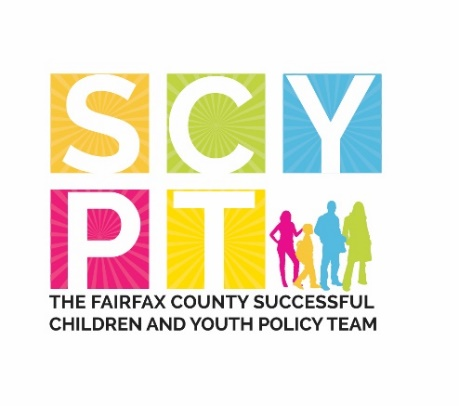 SCY
PT
THE FAIRFAX COUNTY SUCCESSFUL
CHILDREN AND YOUTH POLICY TEAM